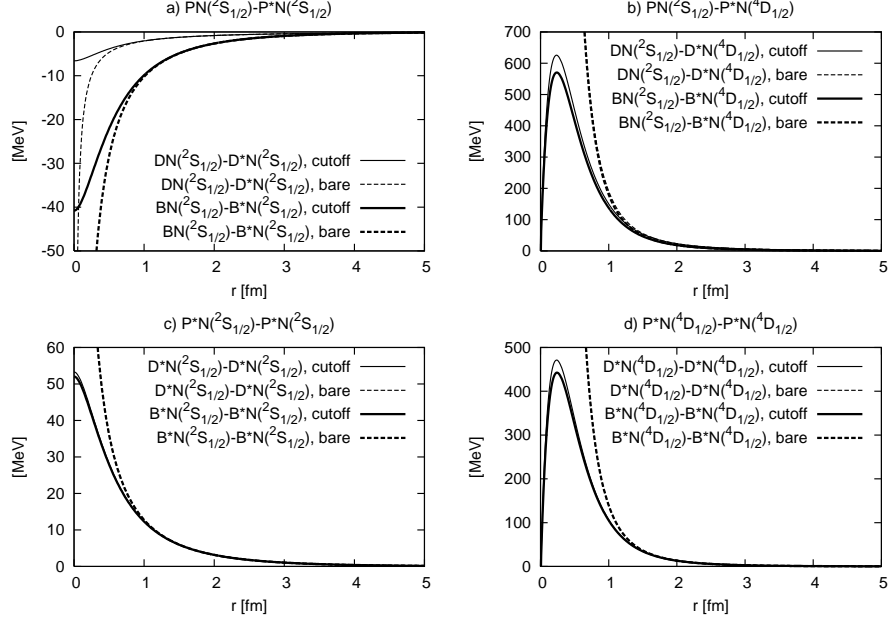 a) PN(²S₁/₂)-P*N(²S₁/₂)
0
-10
-20
-30
-40
-50
[MeV]
DN(²S₁/₂)-D*N(²S₁/₂), cutoff
DN(²S₁/₂)-D*N(²S₁/₂), bare
BN(²S₁/₂)-B*N(²S₁/₂), cutoff
BN(²S₁/₂)-B*N(²S₁/₂), bare
0 1 2 3 4 5
r [fm]
b) PN(²S₁/₂)-P*N(⁴D₁/₂)
700
600
500
400
300
200
100
0
[MeV]
DN(²S₁/₂)-D*N(⁴D₁/₂), cutoff
DN(²S₁/₂)-D*N(⁴D₁/₂), bare
BN(²S₁/₂)-B*N(⁴D₁/₂), cutoff
BN(²S₁/₂)-B*N(⁴D₁/₂), bare
0 1 2 3 4 5
r [fm]
c) P*N(²S₁/₂)-P*N(²S₁/₂)
60
50
40
30
20
10
0
[MeV]
D*N(²S₁/₂)-D*N(²S₁/₂), cutoff
D*N(²S₁/₂)-D*N(²S₁/₂), bare
B*N(²S₁/₂)-B*N(²S₁/₂), cutoff
B*N(²S₁/₂)-B*N(²S₁/₂), bare
0 1 2 3 4 5
r [fm]
d) P*N(⁴D₁/₂)-P*N(⁴D₁/₂)
500
400
300
200
100
0
[MeV]
D*N(⁴D₁/₂)-D*N(⁴D₁/₂), cutoff
D*N(⁴D₁/₂)-D*N(⁴D₁/₂), bare
B*N(⁴D₁/₂)-B*N(⁴D₁/₂), cutoff
B*N(⁴D₁/₂)-B*N(⁴D₁/₂), bare
0 1 2 3 4 5
r [fm]